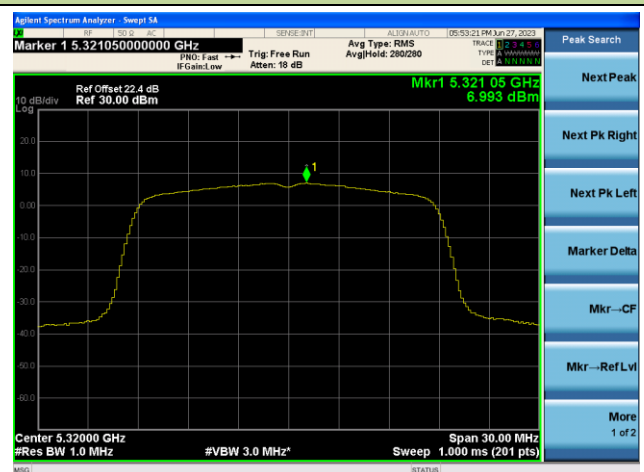 Agilent Spectrum Analyzer - Swept SA
RF 50 Ω AC SENSE:INT ALIGNAUTO 05:53:21 PM Jun 27, 2023
Marker 1 5.321050000000 GHz
PNO: Fast
IFGain:Low
Trig: Free Run
Atten: 18 dB
Avg Type: RMS
Avg|Hold: 280/280
TRACE 1 2 3 4 5 6
TYPE A WWWWW
DET A N N N N N
Peak Search
Ref Offset 22.4 dB
Ref 30.00 dBm
Mkr1 5.321 05 GHz
6.993 dBm
10 dB/div
Log
20.0
10.0
0.00
-10.0
-20.0
-30.0
-40.0
-50.0
1
Next Peak
Next Pk Right
Next Pk Left
Marker Delta
Mkr→CF
Mkr→RefLvl
More
1 of 2
Center 5.32000 GHz
#Res BW 1.0 MHz
#VBW 3.0 MHz*
Span 30.00 MHz
Sweep 1.000 ms (201 pts)
MSG STATUS